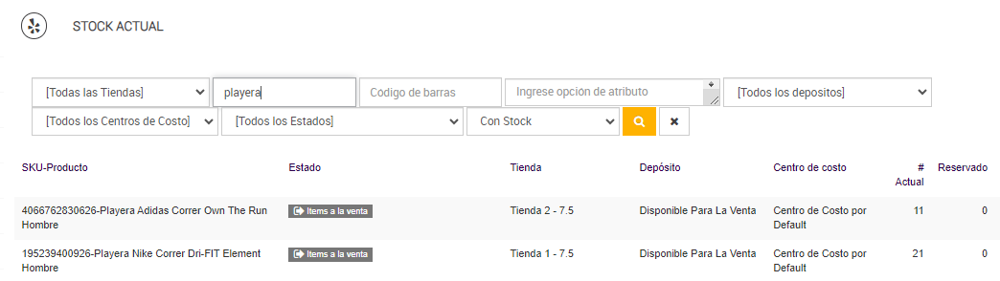 STOCK ACTUAL
[Todas las Tiendas] playera Código de barras Ingrese opción de atributo [Todos los depositos]
[Todos los Centros de Costo] [Todos los Estados] Con Stock
SKU-Producto Estado Tienda Depósito Centro de costo # Reservado
Actual
4066762830626-Playera Adidas Correr Own The Run Items a la venta Tienda 2 - 7.5 Disponible Para La Venta Centro de Costo por 11 0
Hombre Default
195239400926-Playera Nike Correr Dri-FIT Element Items a la venta Tienda 1 - 7.5 Disponible Para La Venta Centro de Costo por 21 0
Hombre Default